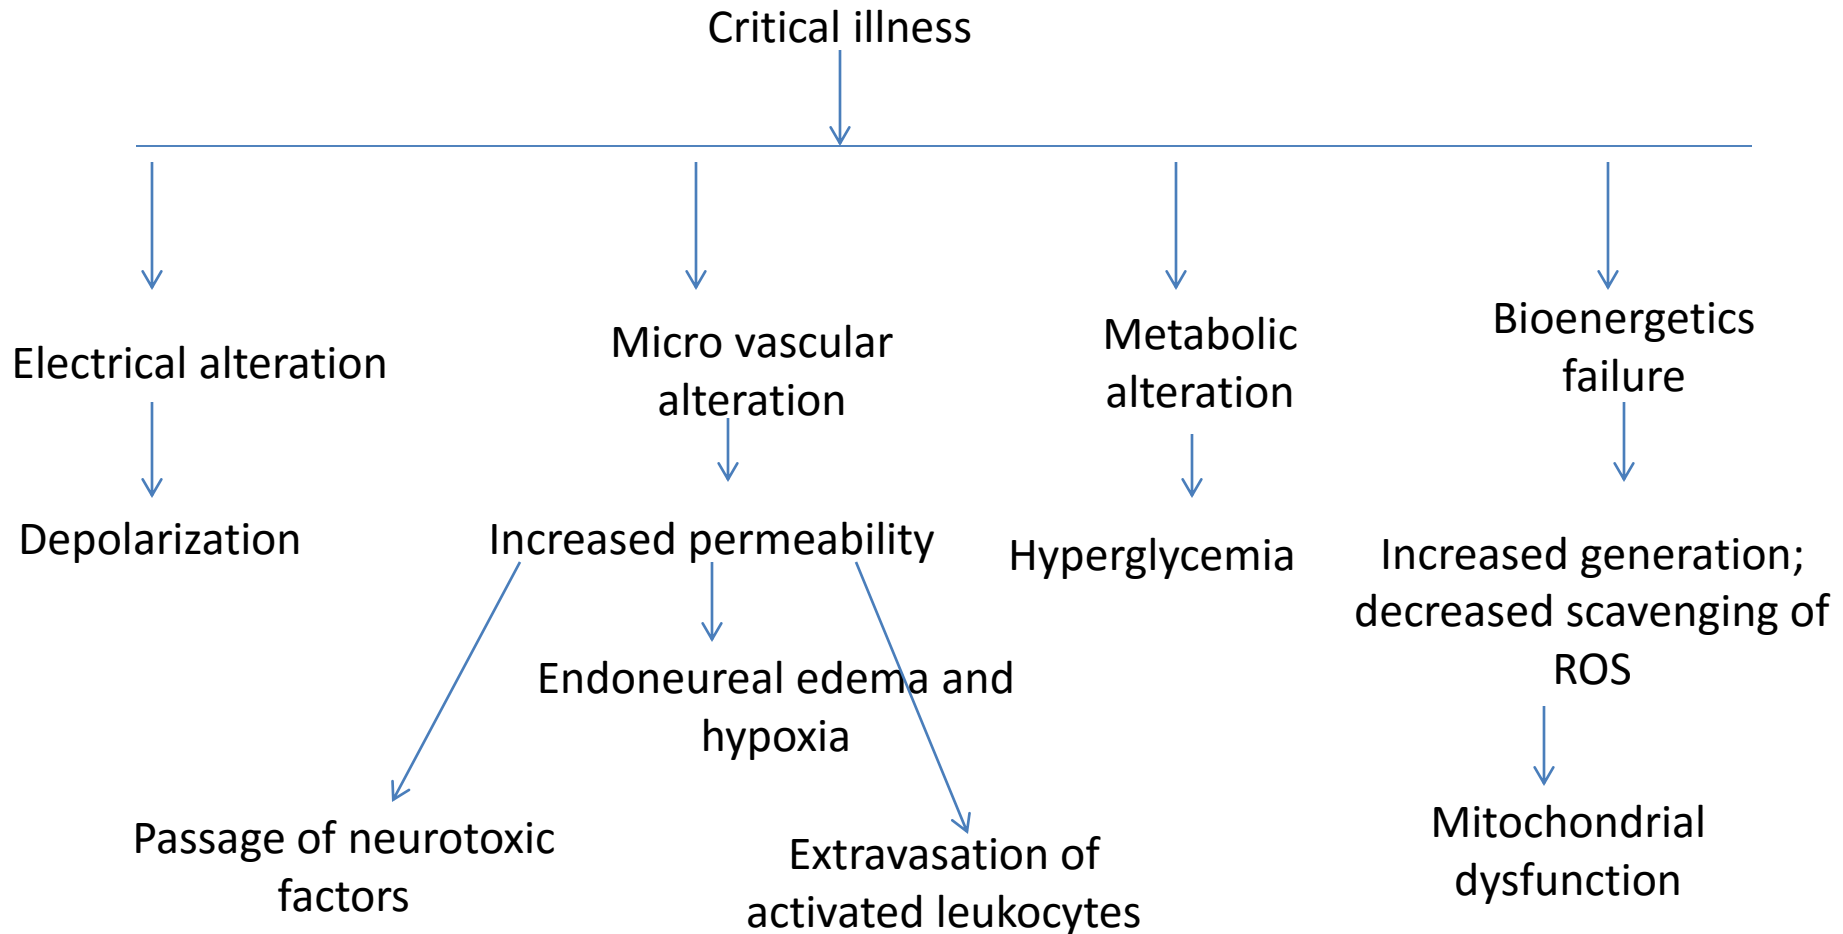 Critical illness
Electrical alteration
Micro vascular
alteration
Metabolic
alteration
Bioenergetics
failure
Depolarization
Increased permeability
Hyperglycemia
Increased generation;
decreased scavenging of
ROS
Endoneureal edema and
hypoxia
Passage of neurotoxic
factors
Extravasation of
activated leukocytes
Mitochondrial
dysfunction